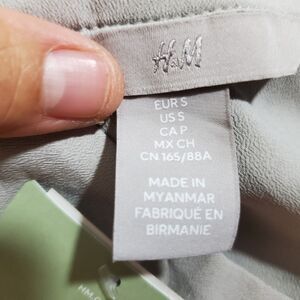 H&M
EUR S
US S
CA P
MX CH
CN 165/88A
MADE IN
MYANMAR
FABRIQUÉ EN
BIRMANIE